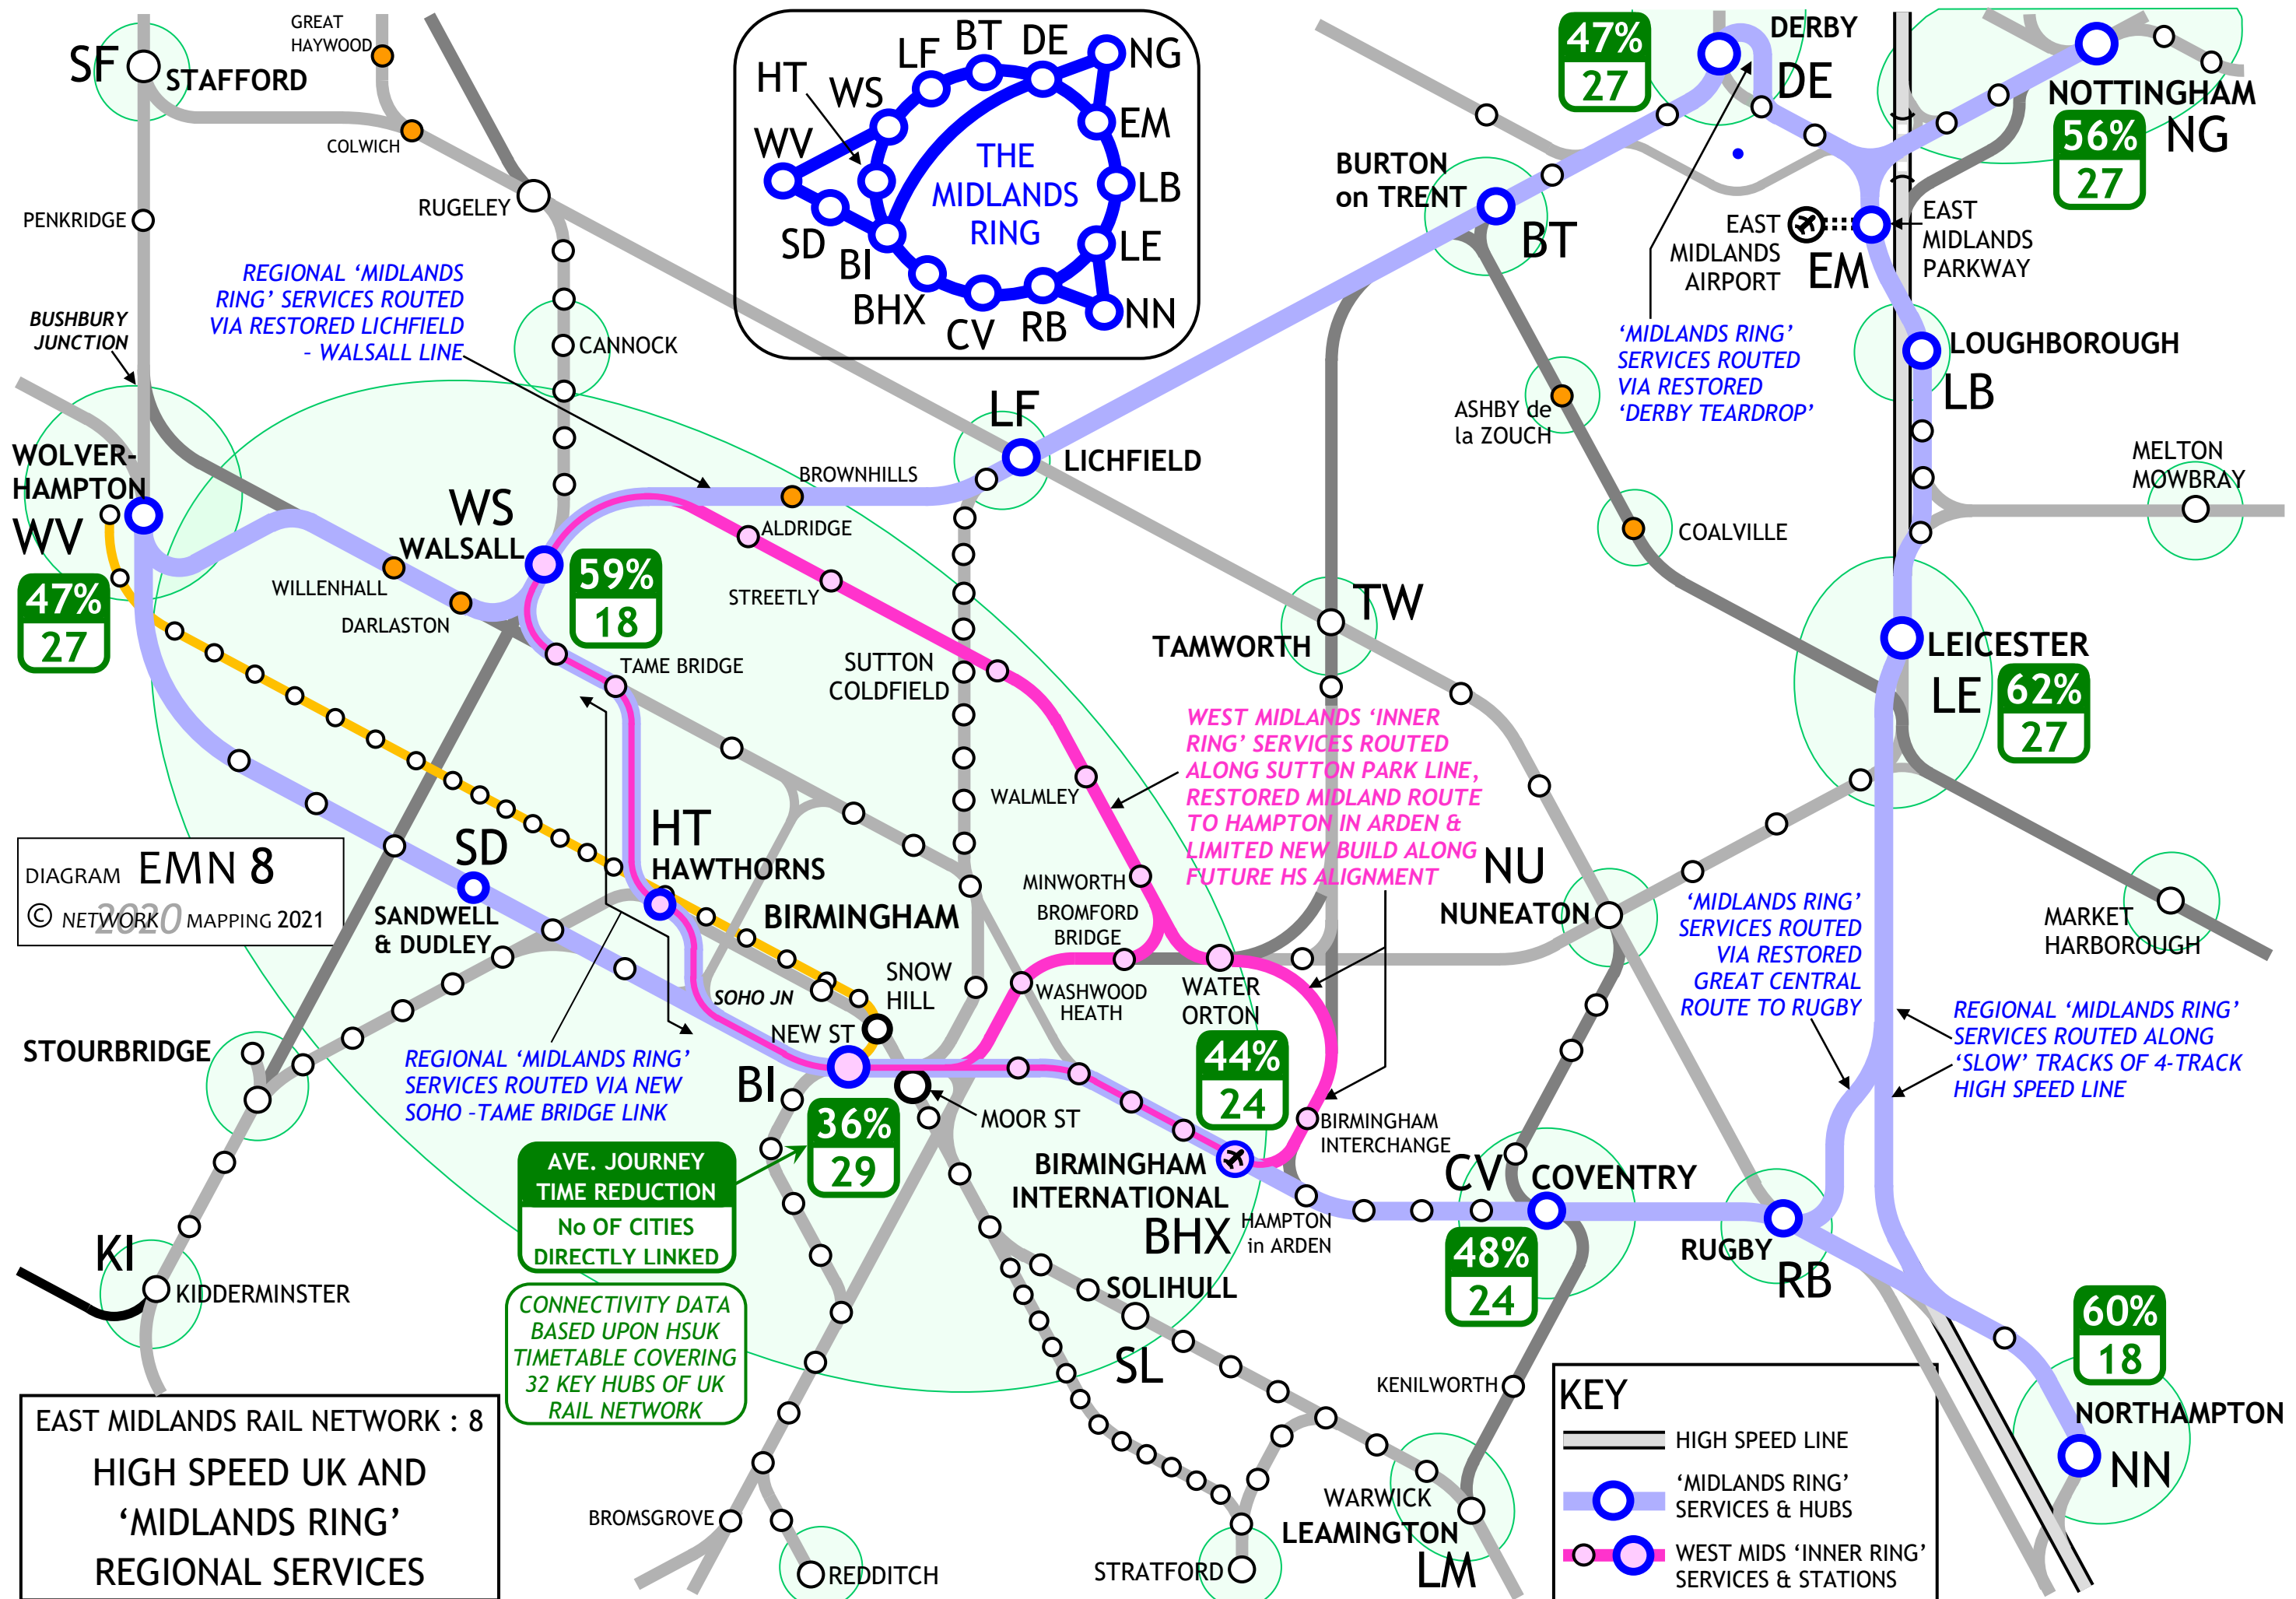 SF
STAFFORD
GREAT
HAYWOOD
COLWICH
RUGELEY
PENKRIDGE
REGIONAL ‘MIDLANDS
RING’ SERVICES ROUTED
VIA RESTORED LICHFIELD
– WALSALL LINE
BUSHBURY
JUNCTION
CANNOCK
HT
WS
LF
BT
DE
NG
WV
EM
THE
MIDLANDS
RING
LB
SD
BI
LE
BHX
CV
RB
NN
47%
27
DERBY
DE
NOTTINGHAM
56%
27
NG
BURTON
on TRENT
BT
EAST
MIDLANDS
AIRPORT
EM
EAST
MIDLANDS
PARKWAY
‘MIDLANDS RING’
SERVICES ROUTED
VIA RESTORED
‘DERBY TEARDROP’
LOUGHBOROUGH
LB
ASHBY de
la ZOUCH
COALVILLE
MELTON
MOWBRAY
WOLVER-
HAMPTON
WV
47%
27
WS
WALSALL
59%
18
BROWNHILLS
LF
LICHFIELD
ALDRIDGE
STREETLY
WILLENHALL
DARLASTON
TAME BRIDGE
SUTTON
COLDFIELD
TW
TAMWORTH
LEICESTER
LE
62%
27
WEST MIDLANDS ‘INNER
RING’ SERVICES ROUTED
ALONG SUTTON PARK LINE,
RESTORED MIDLAND ROUTE
TO HAMPTON IN ARDEN &
LIMITED NEW BUILD ALONG
FUTURE HS ALIGNMENT
WALMLEY
DIAGRAM EMN 8
© NETWORK 2020 MAPPING 2021
SD
SANDWELL
& DUDLEY
HT
HAWTHORNS
BIRMINGHAM
MINWORTH
BROMFORD
BRIDGE
NU
NUNEATON
‘MIDLANDS RING’
SERVICES ROUTED
VIA RESTORED
GREAT CENTRAL
ROUTE TO RUGBY
MARKET
HARBOROUGH
SNOW
HILL
SOHO JN
NEW ST
WASHWOOD
HEATH
WATER
ORTON
44%
24
REGIONAL ‘MIDLANDS RING’
SERVICES ROUTED ALONG
‘SLOW’ TRACKS OF 4-TRACK
HIGH SPEED LINE
STOURBRIDGE
REGIONAL ‘MIDLANDS RING’
SERVICES ROUTED VIA NEW
SOHO –TAME BRIDGE LINK
BI
36%
29
MOOR ST
BIRMINGHAM
INTERCHANGE
BIRMINGHAM
INTERNATIONAL
BHX
HAMPTON
in ARDEN
CV
COVENTRY
48%
24
RUGBY
RB
AVE. JOURNEY
TIME REDUCTION
No OF CITIES
DIRECTLY LINKED
CONNECTIVITY DATA
BASED UPON HSUK
TIMETABLE COVERING
32 KEY HUBS OF UK
RAIL NETWORK
KI
KIDDERMINSTER
SOLIHULL
SL
60%
18
NORTHAMPTON
NN
KENILWORTH
EAST MIDLANDS RAIL NETWORK : 8
HIGH SPEED UK AND
‘MIDLANDS RING’
REGIONAL SERVICES
BROMSGROVE
REDDITCH
STRATFORD
WARWICK
LEAMINGTON
LM
KEY
HIGH SPEED LINE
‘MIDLANDS RING’
SERVICES & HUBS
WEST MIDS ‘INNER RING’
SERVICES & STATIONS